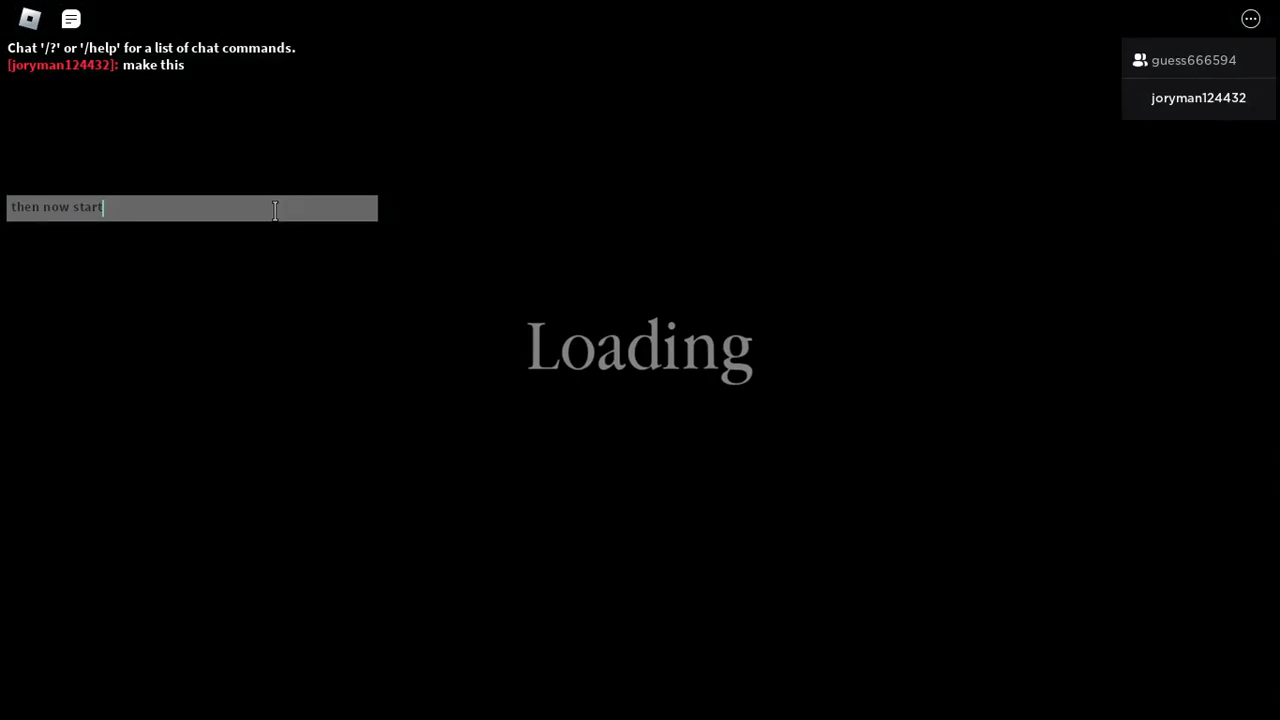 Chat '/?' or '/help' for a list of chat commands.
[joryman124432]: make this
guess666594
joryman124432
then now start
Loading